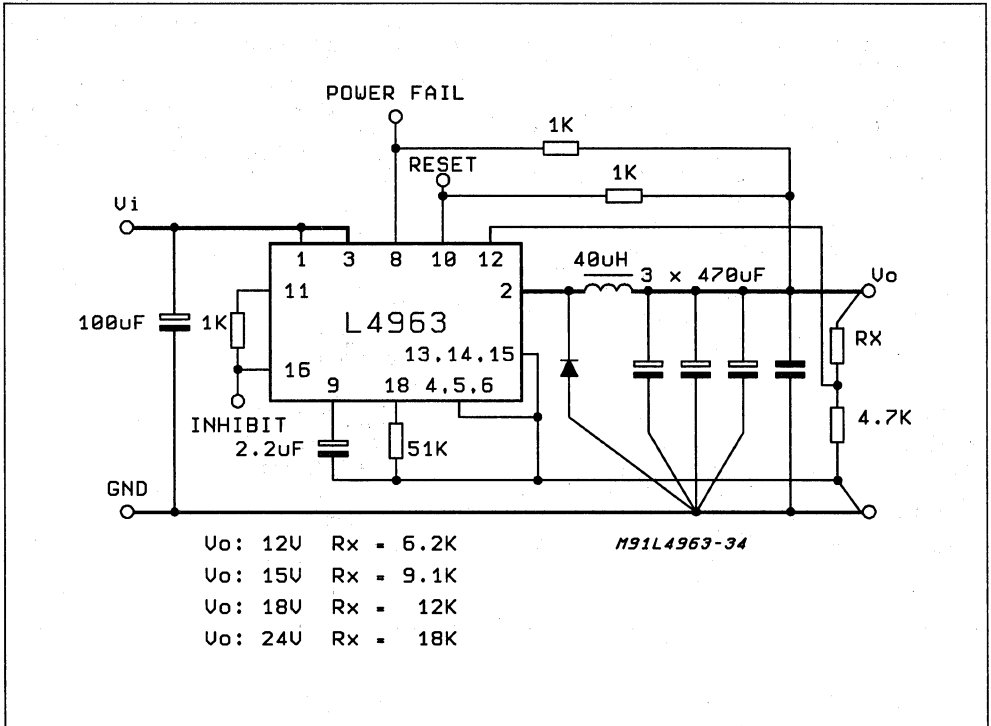 POWER FAIL
1K
RESET
1K
Vi
1 3 8 10 12
40uH
3 x 470uF
Vo
11
2
100uF
1K
L4963
RX
13.14.15
16
9 18 4.5.6
INHIBIT
4.7K
2.2uF
51K
GND
M91L4963-34
Vo: 12V Rx = 6.2K
Vo: 15V Rx = 9.1K
Vo: 18V Rx = 12K
Vo: 24V Rx = 18K